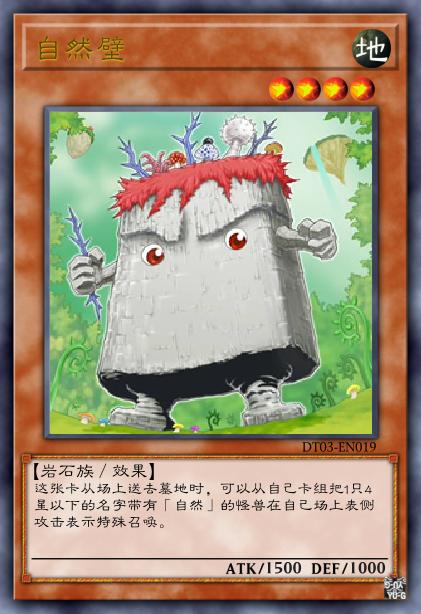 自然壁
地
DT03-EN019
【岩石族／效果】
这张卡从场上送去墓地时，可以从自己卡组把1只4
星以下的名字带有「自然」的怪兽在自己场上表侧
攻击表示特殊召唤。
ATK/1500 DEF/1000